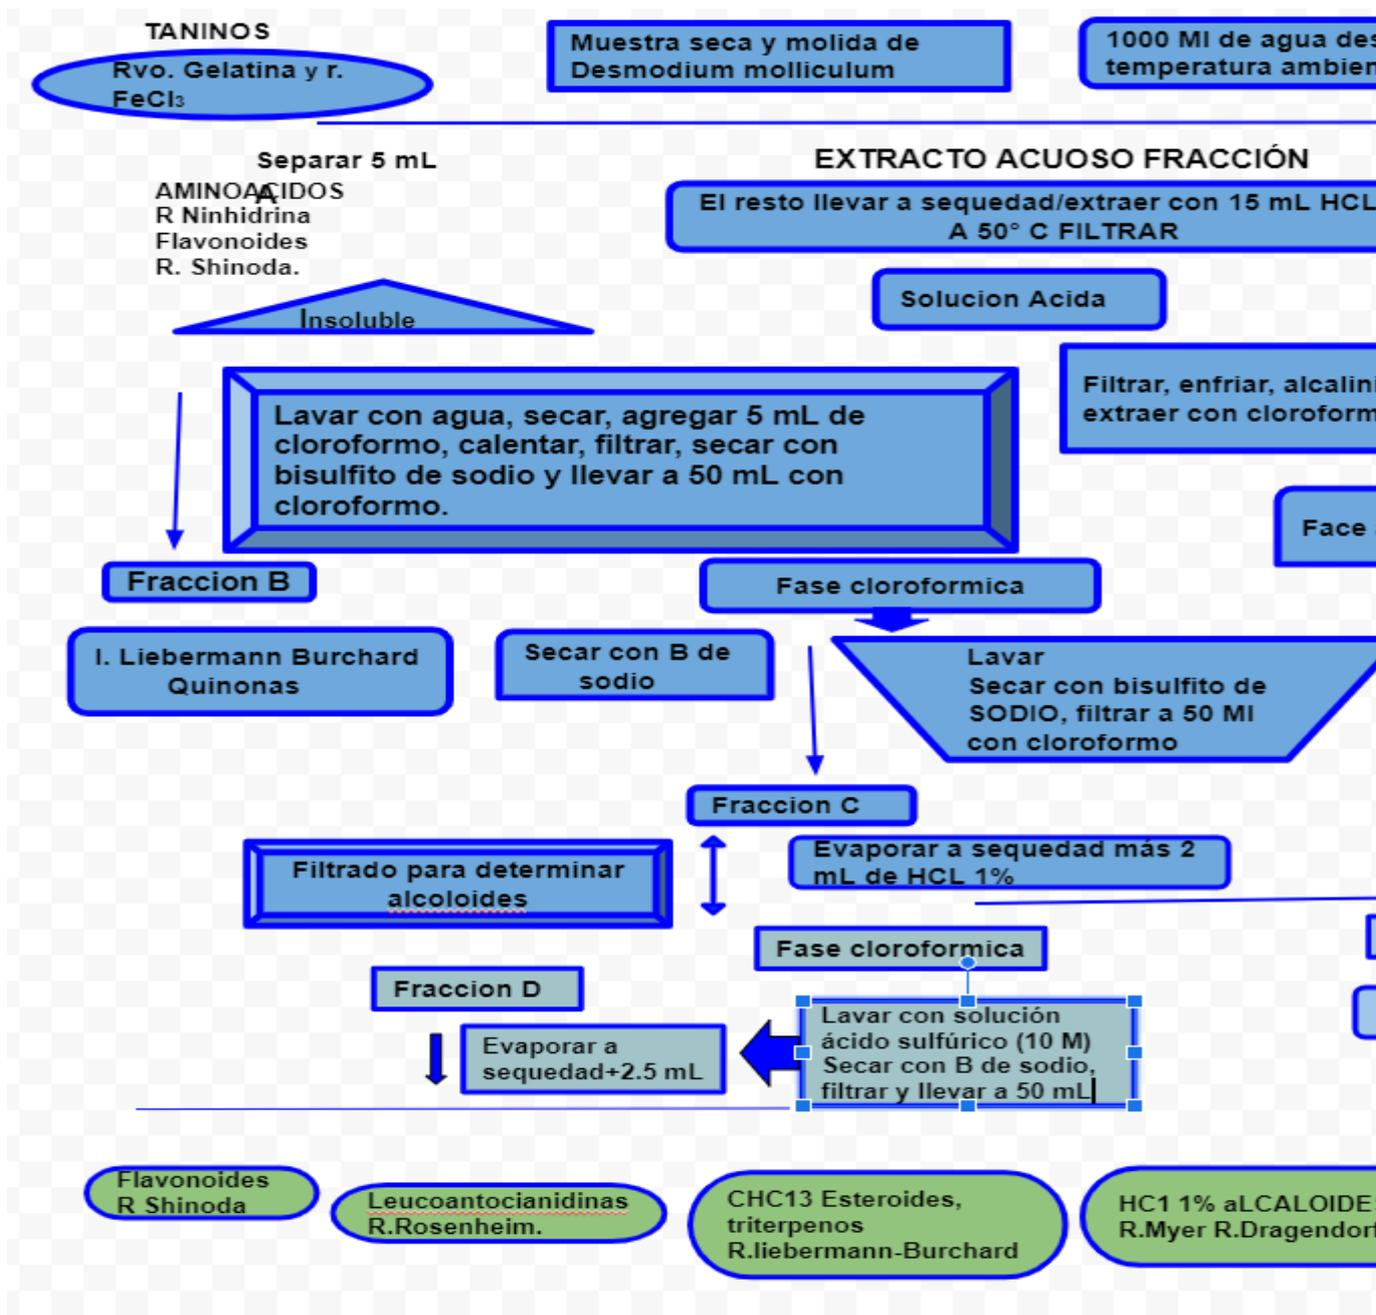 TANINOS
Rvo. Gelatina y r.
FeCl₃
Muestra seca y molida de
Desmodium molliculum
1000 Ml de agua des
temperatura ambien
Separar 5 mL
A
AMINOACIDOS
R Ninhidrina
Flavonoides
R. Shinoda.
EXTRACTO ACUOSO FRACCIÓN
El resto llevar a sequedad/extraer con 15 mL HCL
A 50° C FILTRAR
Solucion Acida
Insoluble
Filtrar, enfriar, alcalini
extraer con cloroform
Lavar con agua, secar, agregar 5 mL de
cloroformo, calentar, filtrar, secar con
bisulfito de sodio y llevar a 50 mL con
cloroformo.
Face
Fraccion B
Fase cloroformica
I. Liebermann Burchard
Quinonas
Secar con B de
sodio
Lavar
Secar con bisulfito de
SODIO, filtrar a 50 Ml
con cloroformo
Fraccion C
Filtrado para determinar
alcoloides
Evaporar a sequedad más 2
mL de HCL 1%
Fase cloroformica
Fraccion D
Lavar con solución
ácido sulfúrico (10 M)
Secar con B de sodio,
filtrar y llevar a 50 mL
Evaporar a
sequedad+2.5 mL
Flavonoides
R Shinoda
Leucoantocianidinas
R.Rosenheim.
CHC13 Esteroides,
triterpenos
R.liebermann-Burchard
HC1 1% aLCALOIDE
R.Myer R.Dragendor